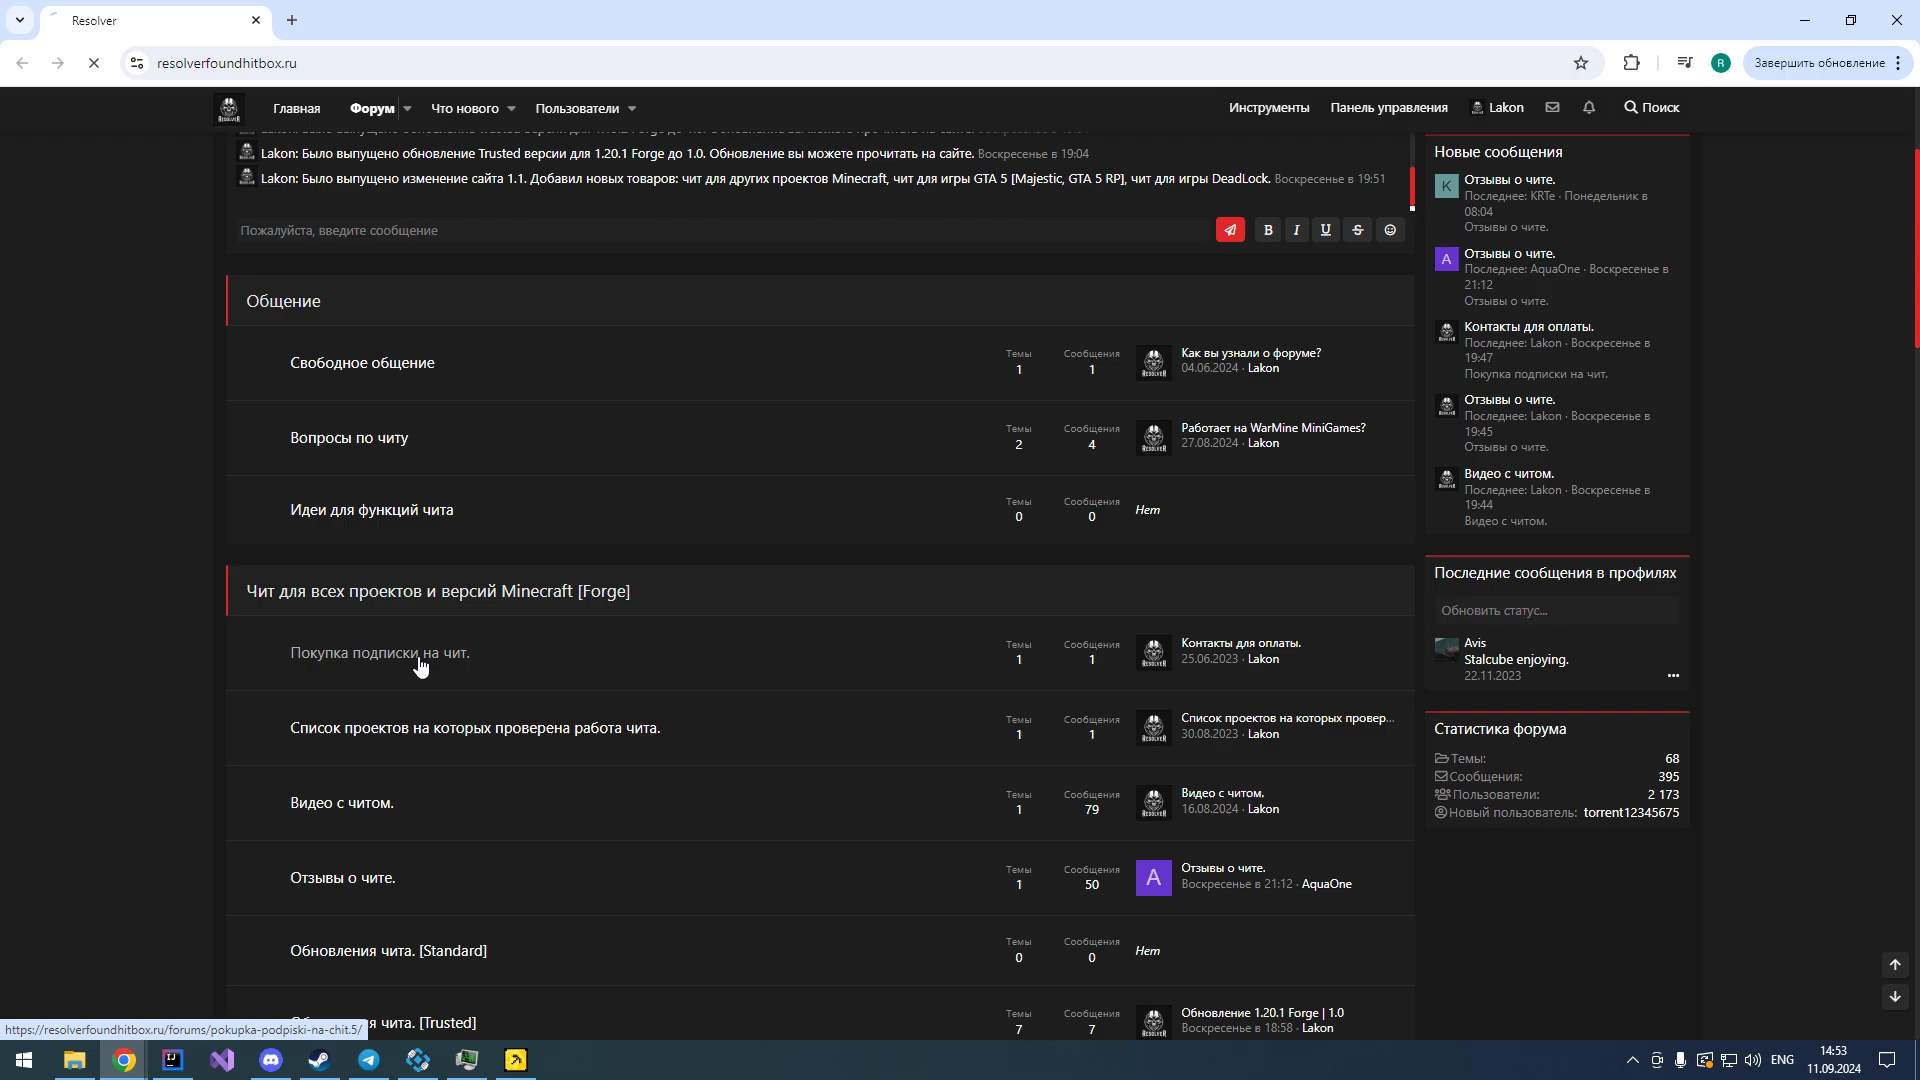 Resolver
resolverfoundhitbox.ru
R
Завершить обновление
RESOLVER
Главная
Форум
Что нового
Пользователи
Инструменты
Панель управления
Lakon
Поиск
Lakon: Было выпущено обновление Trusted версии для 1.20.1 Forge до 1.0. Обновление вы можете прочитать на сайте. Воскресенье в 19:04
Lakon: Было выпущено изменение сайта 1.1. Добавил новых товаров: чит для других проектов Minecraft, чит для игры GTA 5 [Majestic, GTA 5 RP], чит для игры DeadLock. Воскресенье в 19:51
Пожалуйста, введите сообщение
B I U S
Общение
Свободное общение
Темы
1
Сообщения
1
Как вы узнали о форуме?
04.06.2024 · Lakon
Вопросы по читу
Темы
2
Сообщения
4
Работает на WarMine MiniGames?
27.08.2024 · Lakon
Идеи для функций чита
Темы
0
Сообщения
0
Нет
Чит для всех проектов и версий Minecraft [Forge]
Покупка подписки на чит.
Темы
1
Сообщения
1
Контакты для оплаты.
25.06.2023 · Lakon
Список проектов на которых проверена работа чита.
Темы
1
Сообщения
1
Список проектов на которых провер...
30.08.2023 · Lakon
Видео с читом.
Темы
1
Сообщения
79
Видео с читом.
16.08.2024 · Lakon
Отзывы о чите.
Темы
1
Сообщения
50
A
Отзывы о чите.
Воскресенье в 21:12 · AquaOne
Обновления чита. [Standard]
Темы
0
Сообщения
0
Нет
чита. [Trusted]
Темы
7
Сообщения
7
Обновление 1.20.1 Forge | 1.0
Воскресенье в 18:58 · Lakon
Новые сообщения
K
Отзывы о чите.
Последнее: KRTe · Понедельник в
08:04
Отзывы о чите.
A
Отзывы о чите.
Последнее: AquaOne · Воскресенье в
21:12
Отзывы о чите.
Контакты для оплаты.
Последнее: Lakon · Воскресенье в
19:47
Покупка подписки на чит.
Отзывы о чите.
Последнее: Lakon · Воскресенье в
19:45
Отзывы о чите.
Видео с читом.
Последнее: Lakon · Воскресенье в
19:44
Видео с читом.
Последние сообщения в профилях
Обновить статус...
Avis
Stalcube enjoying.
22.11.2023
Статистика форума
Темы: 68
Сообщения: 395
Пользователи: 2 173
Новый пользователь: torrent12345675
https://resolverfoundhitbox.ru/forums/pokupka-podpiski-na-chit.5/
ENG
14:53
11.09.2024